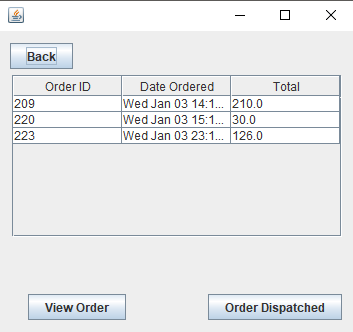 Back
Order ID Date Ordered Total
209 Wed Jan 03 14:1... 210.0
220 Wed Jan 03 15:1... 30.0
223 Wed Jan 03 23:1... 126.0
View Order Order Dispatched